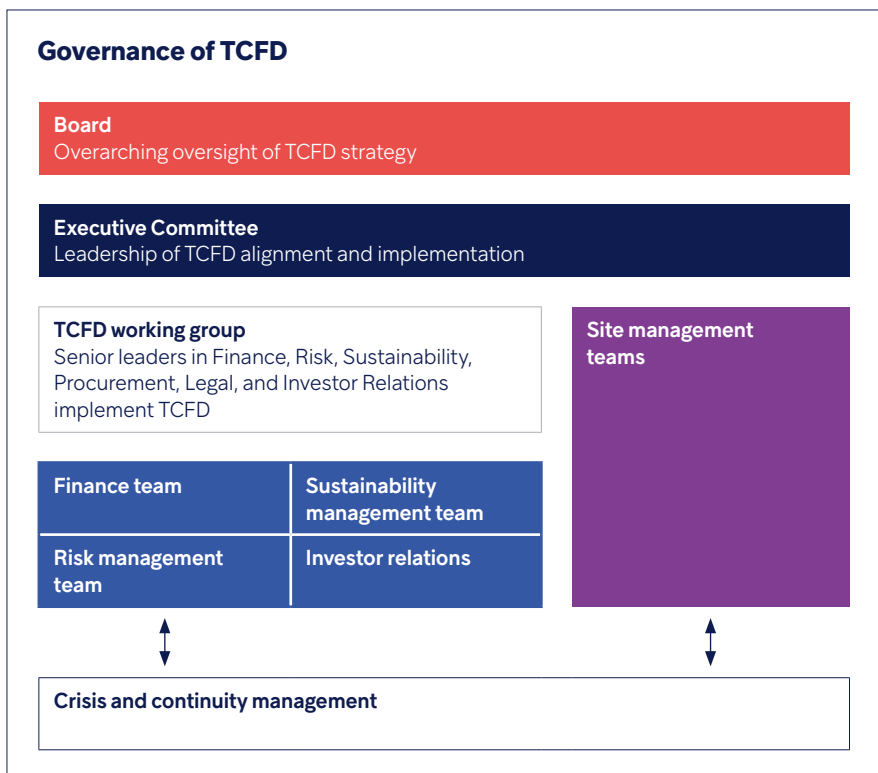 Governance of TCFD
Board
Overarching oversight of TCFD strategy
Executive Committee
Leadership of TCFD alignment and implementation
TCFD working group
Senior leaders in Finance, Risk, Sustainability,
Procurement, Legal, and Investor Relations
implement TCFD
Site management
teams
Finance team
Sustainability
management team
Risk management
team
Investor relations
Crisis and continuity management